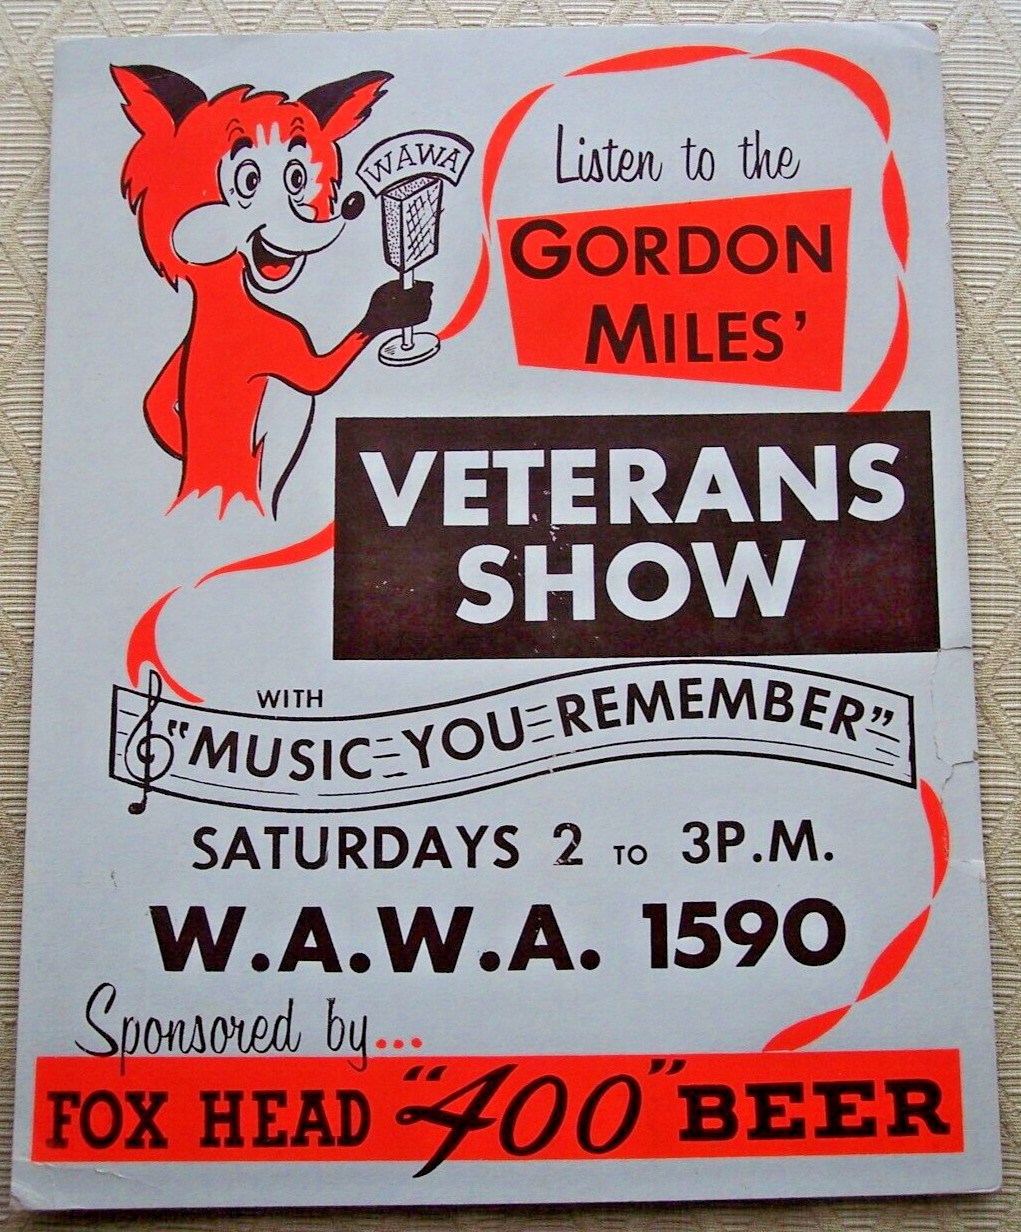 WAWA
Listen to the
GORDON
MILES'
VETERANS
SHOW
WITH
"MUSIC-YOU-REMEMBER"
SATURDAYS 2 TO 3P.M.
W.A.W.A. 1590
Sponsored by...
FOX HEAD "400" BEER